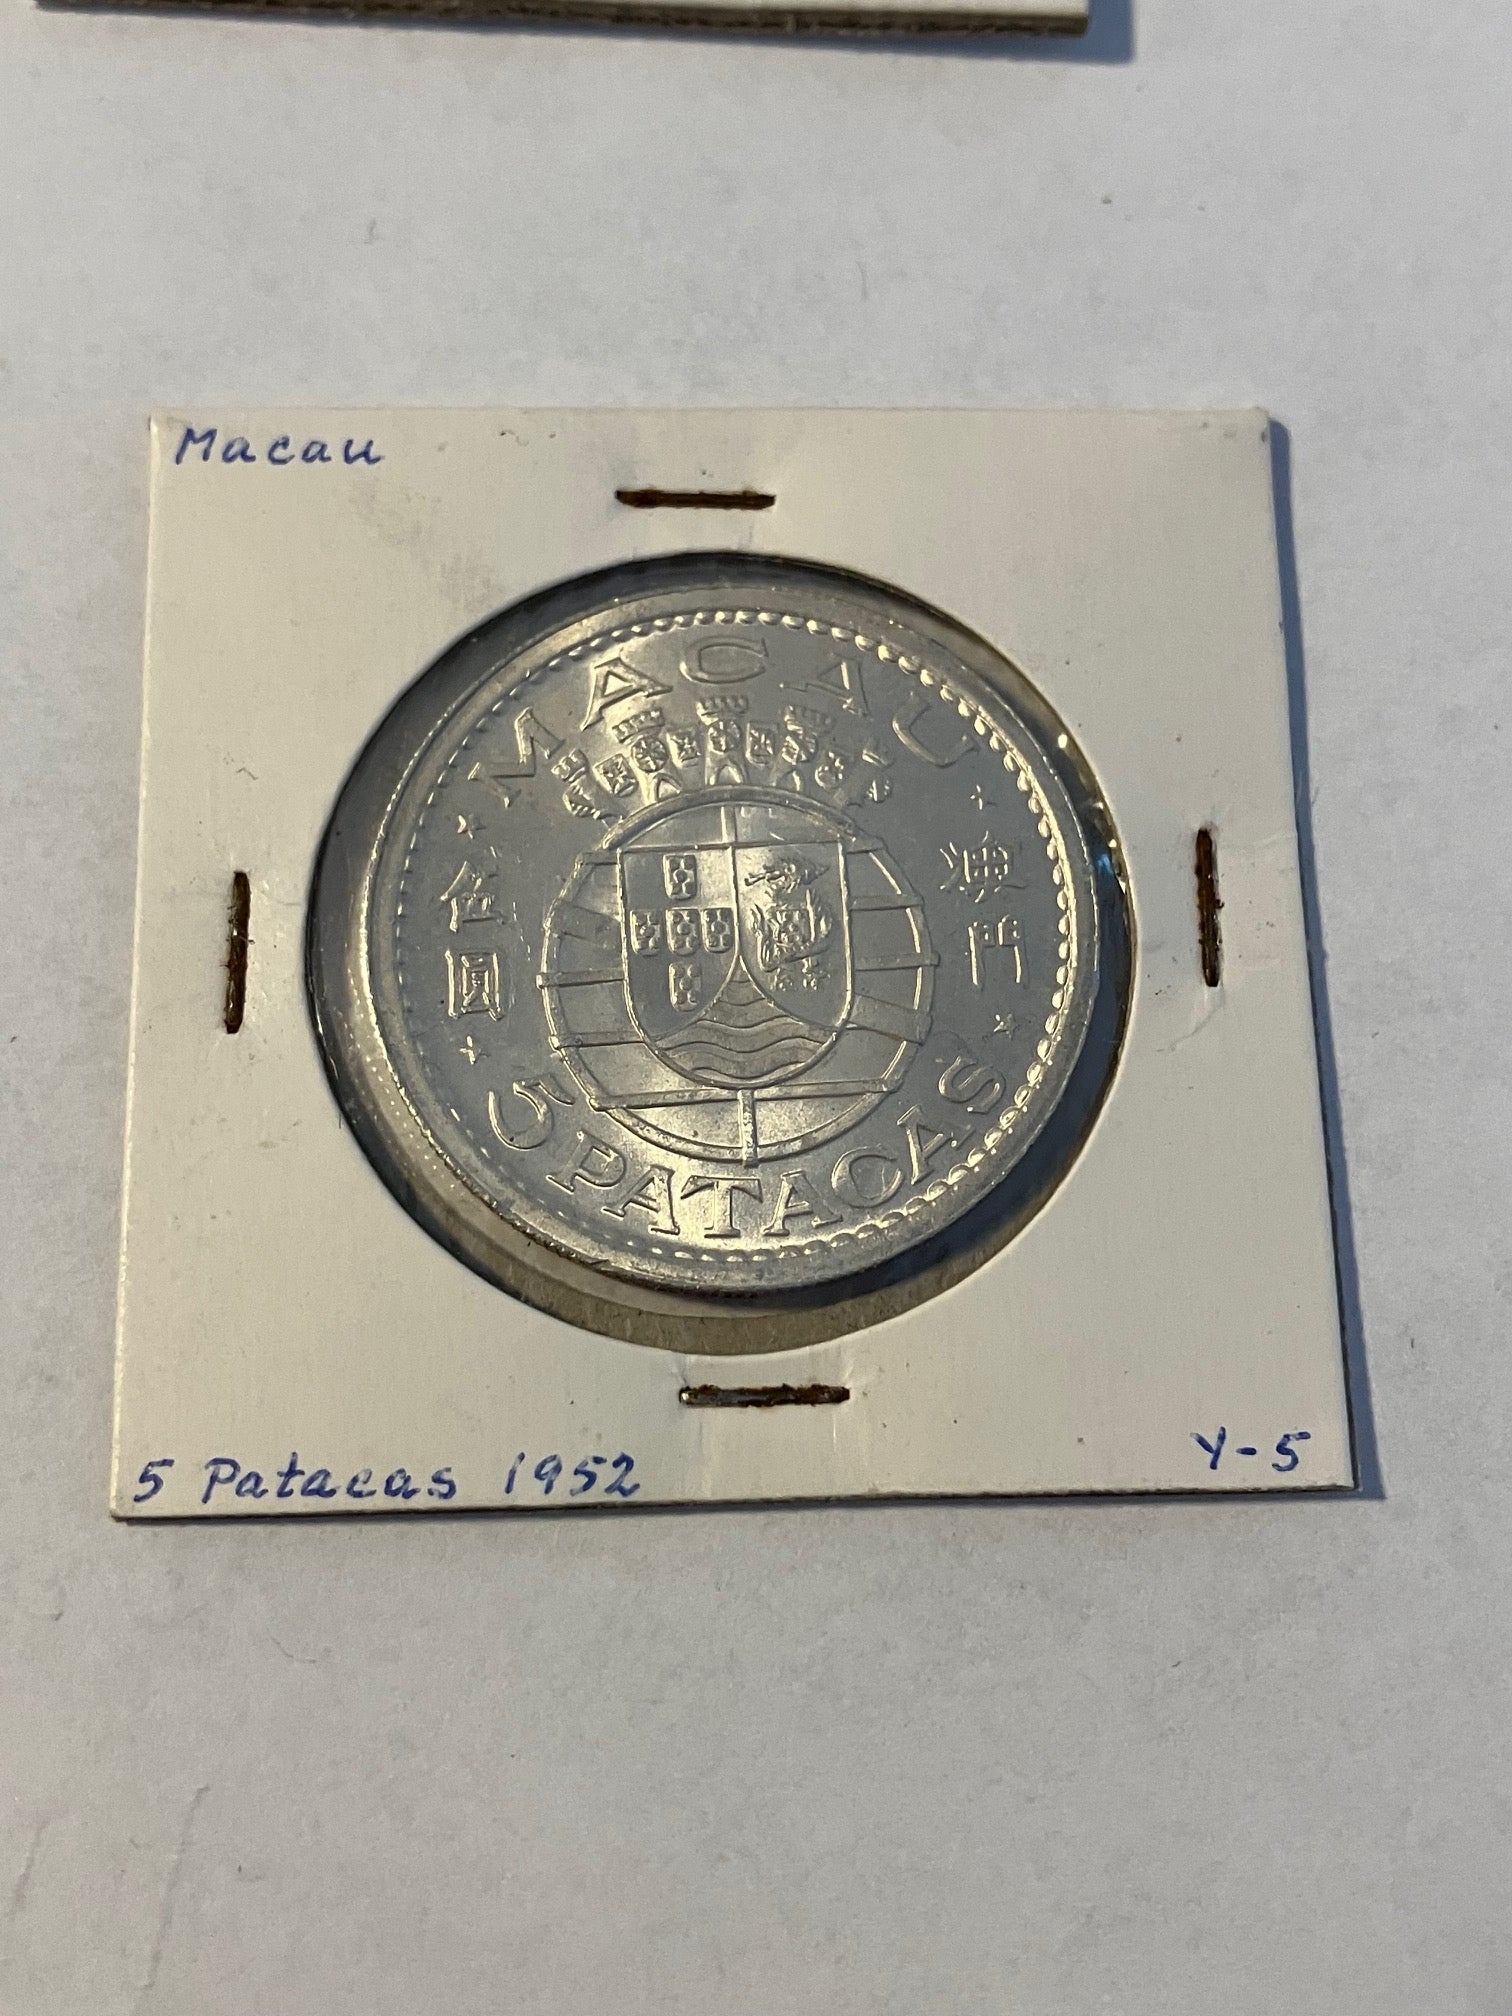 Macau
MACAU
伍圓
澳門
5 PATACAS
5 Patacas 1952
Y-5